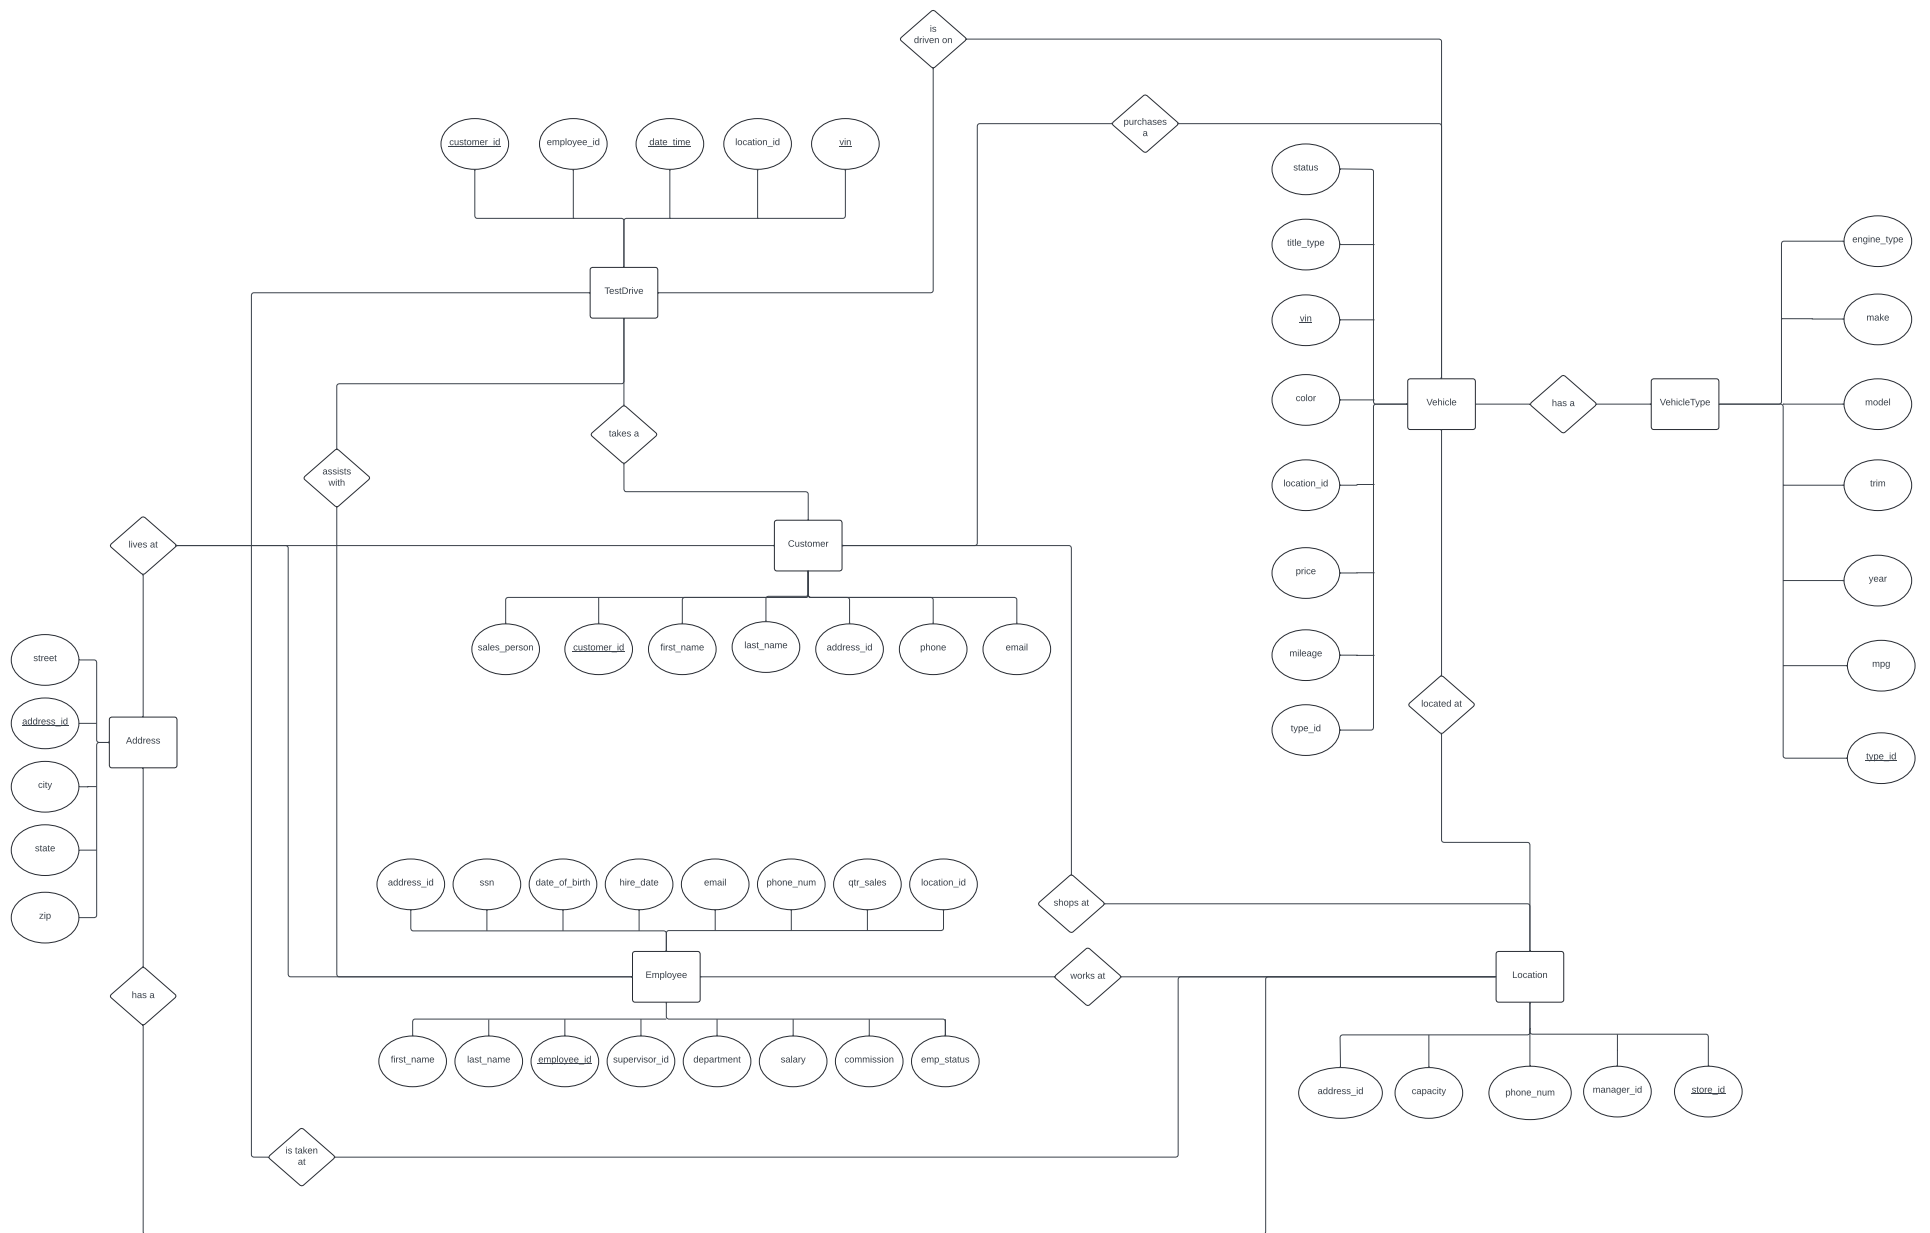 is
driven on
purchases
a
customer_id
employee_id
date_time
location_id
vin
status
title_type
vin
color
location_id
price
mileage
type_id
engine_type
make
model
trim
year
mpg
type_id
TestDrive
Vehicle
has a
VehicleType
takes a
assists
with
lives at
Customer
sales_person
customer_id
first_name
last_name
address_id
phone
email
street
address_id
city
state
zip
Address
located at
address_id
ssn
date_of_birth
hire_date
email
phone_num
qtr_sales
location_id
shops at
has a
Employee
works at
Location
first_name
last_name
employee_id
supervisor_id
department
salary
commission
emp_status
address_id
capacity
phone_num
manager_id
store_id
is taken
at